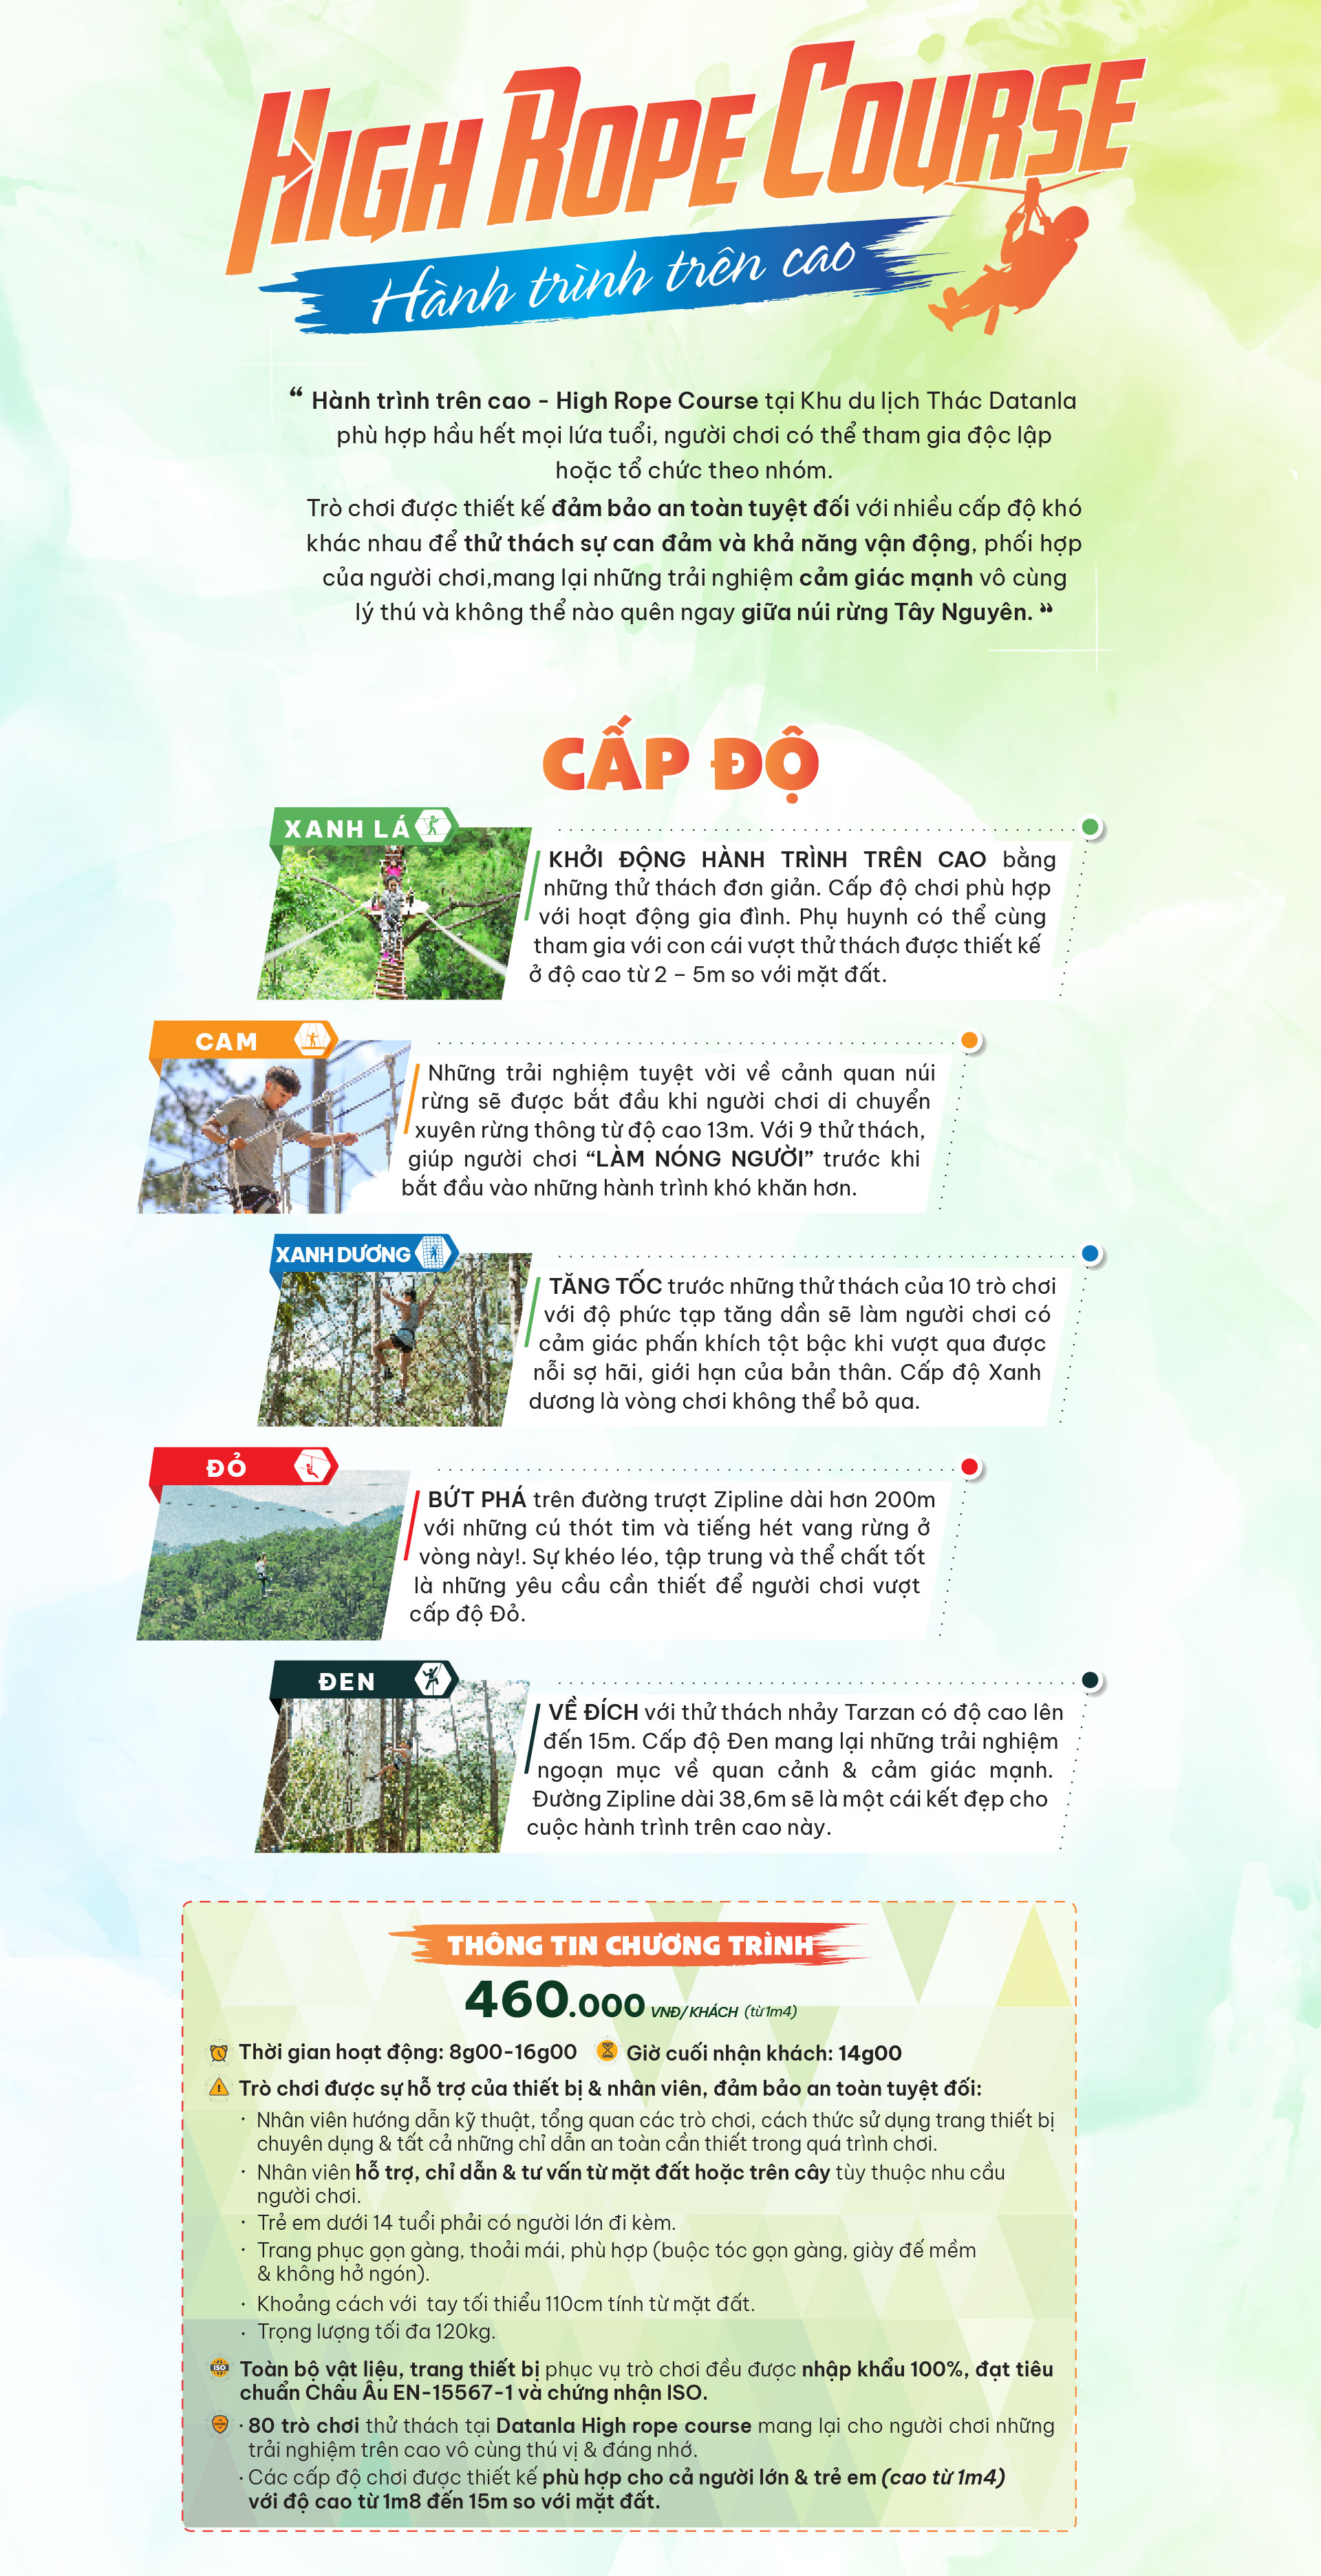 HIGH ROPE COURSE
Hành trình trên cao
“ Hành trình trên cao - High Rope Course tại Khu du lịch Thác Datanla
phù hợp hầu hết mọi lứa tuổi, người chơi có thể tham gia độc lập
hoặc tổ chức theo nhóm.
Trò chơi được thiết kế đảm bảo an toàn tuyệt đối với nhiều cấp độ khó
khác nhau để thử thách sự can đảm và khả năng vận động, phối hợp
của người chơi,mang lại những trải nghiệm cảm giác mạnh vô cùng
lý thú và không thể nào quên ngay giữa núi rừng Tây Nguyên. ”
CẤP ĐỘ
XANH LÁ
KHỞI ĐỘNG HÀNH TRÌNH TRÊN CAO bằng
những thử thách đơn giản. Cấp độ chơi phù hợp
với hoạt động gia đình. Phụ huynh có thể cùng
tham gia với con cái vượt thử thách được thiết kế
ở độ cao từ 2 – 5m so với mặt đất.
CAM
Những trải nghiệm tuyệt vời về cảnh quan núi
rừng sẽ được bắt đầu khi người chơi di chuyển
xuyên rừng thông từ độ cao 13m. Với 9 thử thách,
giúp người chơi “LÀM NÓNG NGƯỜI” trước khi
bắt đầu vào những hành trình khó khăn hơn.
XANH DƯƠNG
TĂNG TỐC trước những thử thách của 10 trò chơi
với độ phức tạp tăng dần sẽ làm người chơi có
cảm giác phấn khích tột bậc khi vượt qua được
nỗi sợ hãi, giới hạn của bản thân. Cấp độ Xanh
dương là vòng chơi không thể bỏ qua.
ĐỎ
BỨT PHÁ trên đường trượt Zipline dài hơn 200m
với những cú thót tim và tiếng hét vang rừng ở
vòng này!. Sự khéo léo, tập trung và thể chất tốt
là những yêu cầu cần thiết để người chơi vượt
cấp độ Đỏ.
ĐEN
VỀ ĐÍCH với thử thách nhảy Tarzan có độ cao lên
đến 15m. Cấp độ Đen mang lại những trải nghiệm
ngoạn mục về quan cảnh & cảm giác mạnh.
Đường Zipline dài 38,6m sẽ là một cái kết đẹp cho
cuộc hành trình trên cao này.
THÔNG TIN CHƯƠNG TRÌNH
460.000 VNĐ/ KHÁCH (từ 1m4)
Thời gian hoạt động: 8g00-16g00 Giờ cuối nhận khách: 14g00
Trò chơi được sự hỗ trợ của thiết bị & nhân viên, đảm bảo an toàn tuyệt đối:
· Nhân viên hướng dẫn kỹ thuật, tổng quan các trò chơi, cách thức sử dụng trang thiết bị
chuyên dụng & tất cả những chỉ dẫn an toàn cần thiết trong quá trình chơi.
· Nhân viên hỗ trợ, chỉ dẫn & tư vấn từ mặt đất hoặc trên cây tùy thuộc nhu cầu
người chơi.
· Trẻ em dưới 14 tuổi phải có người lớn đi kèm.
· Trang phục gọn gàng, thoải mái, phù hợp (buộc tóc gọn gàng, giày đế mềm
& không hở ngón).
· Khoảng cách với tay tối thiểu 110cm tính từ mặt đất.
· Trọng lượng tối đa 120kg.
ISO Toàn bộ vật liệu, trang thiết bị phục vụ trò chơi đều được nhập khẩu 100%, đạt tiêu
chuẩn Châu Âu EN-15567-1 và chứng nhận ISO.
· 80 trò chơi thử thách tại Datanla High rope course mang lại cho người chơi những
trải nghiệm trên cao vô cùng thú vị & đáng nhớ.
· Các cấp độ chơi được thiết kế phù hợp cho cả người lớn & trẻ em (cao từ 1m4)
với độ cao từ 1m8 đến 15m so với mặt đất.